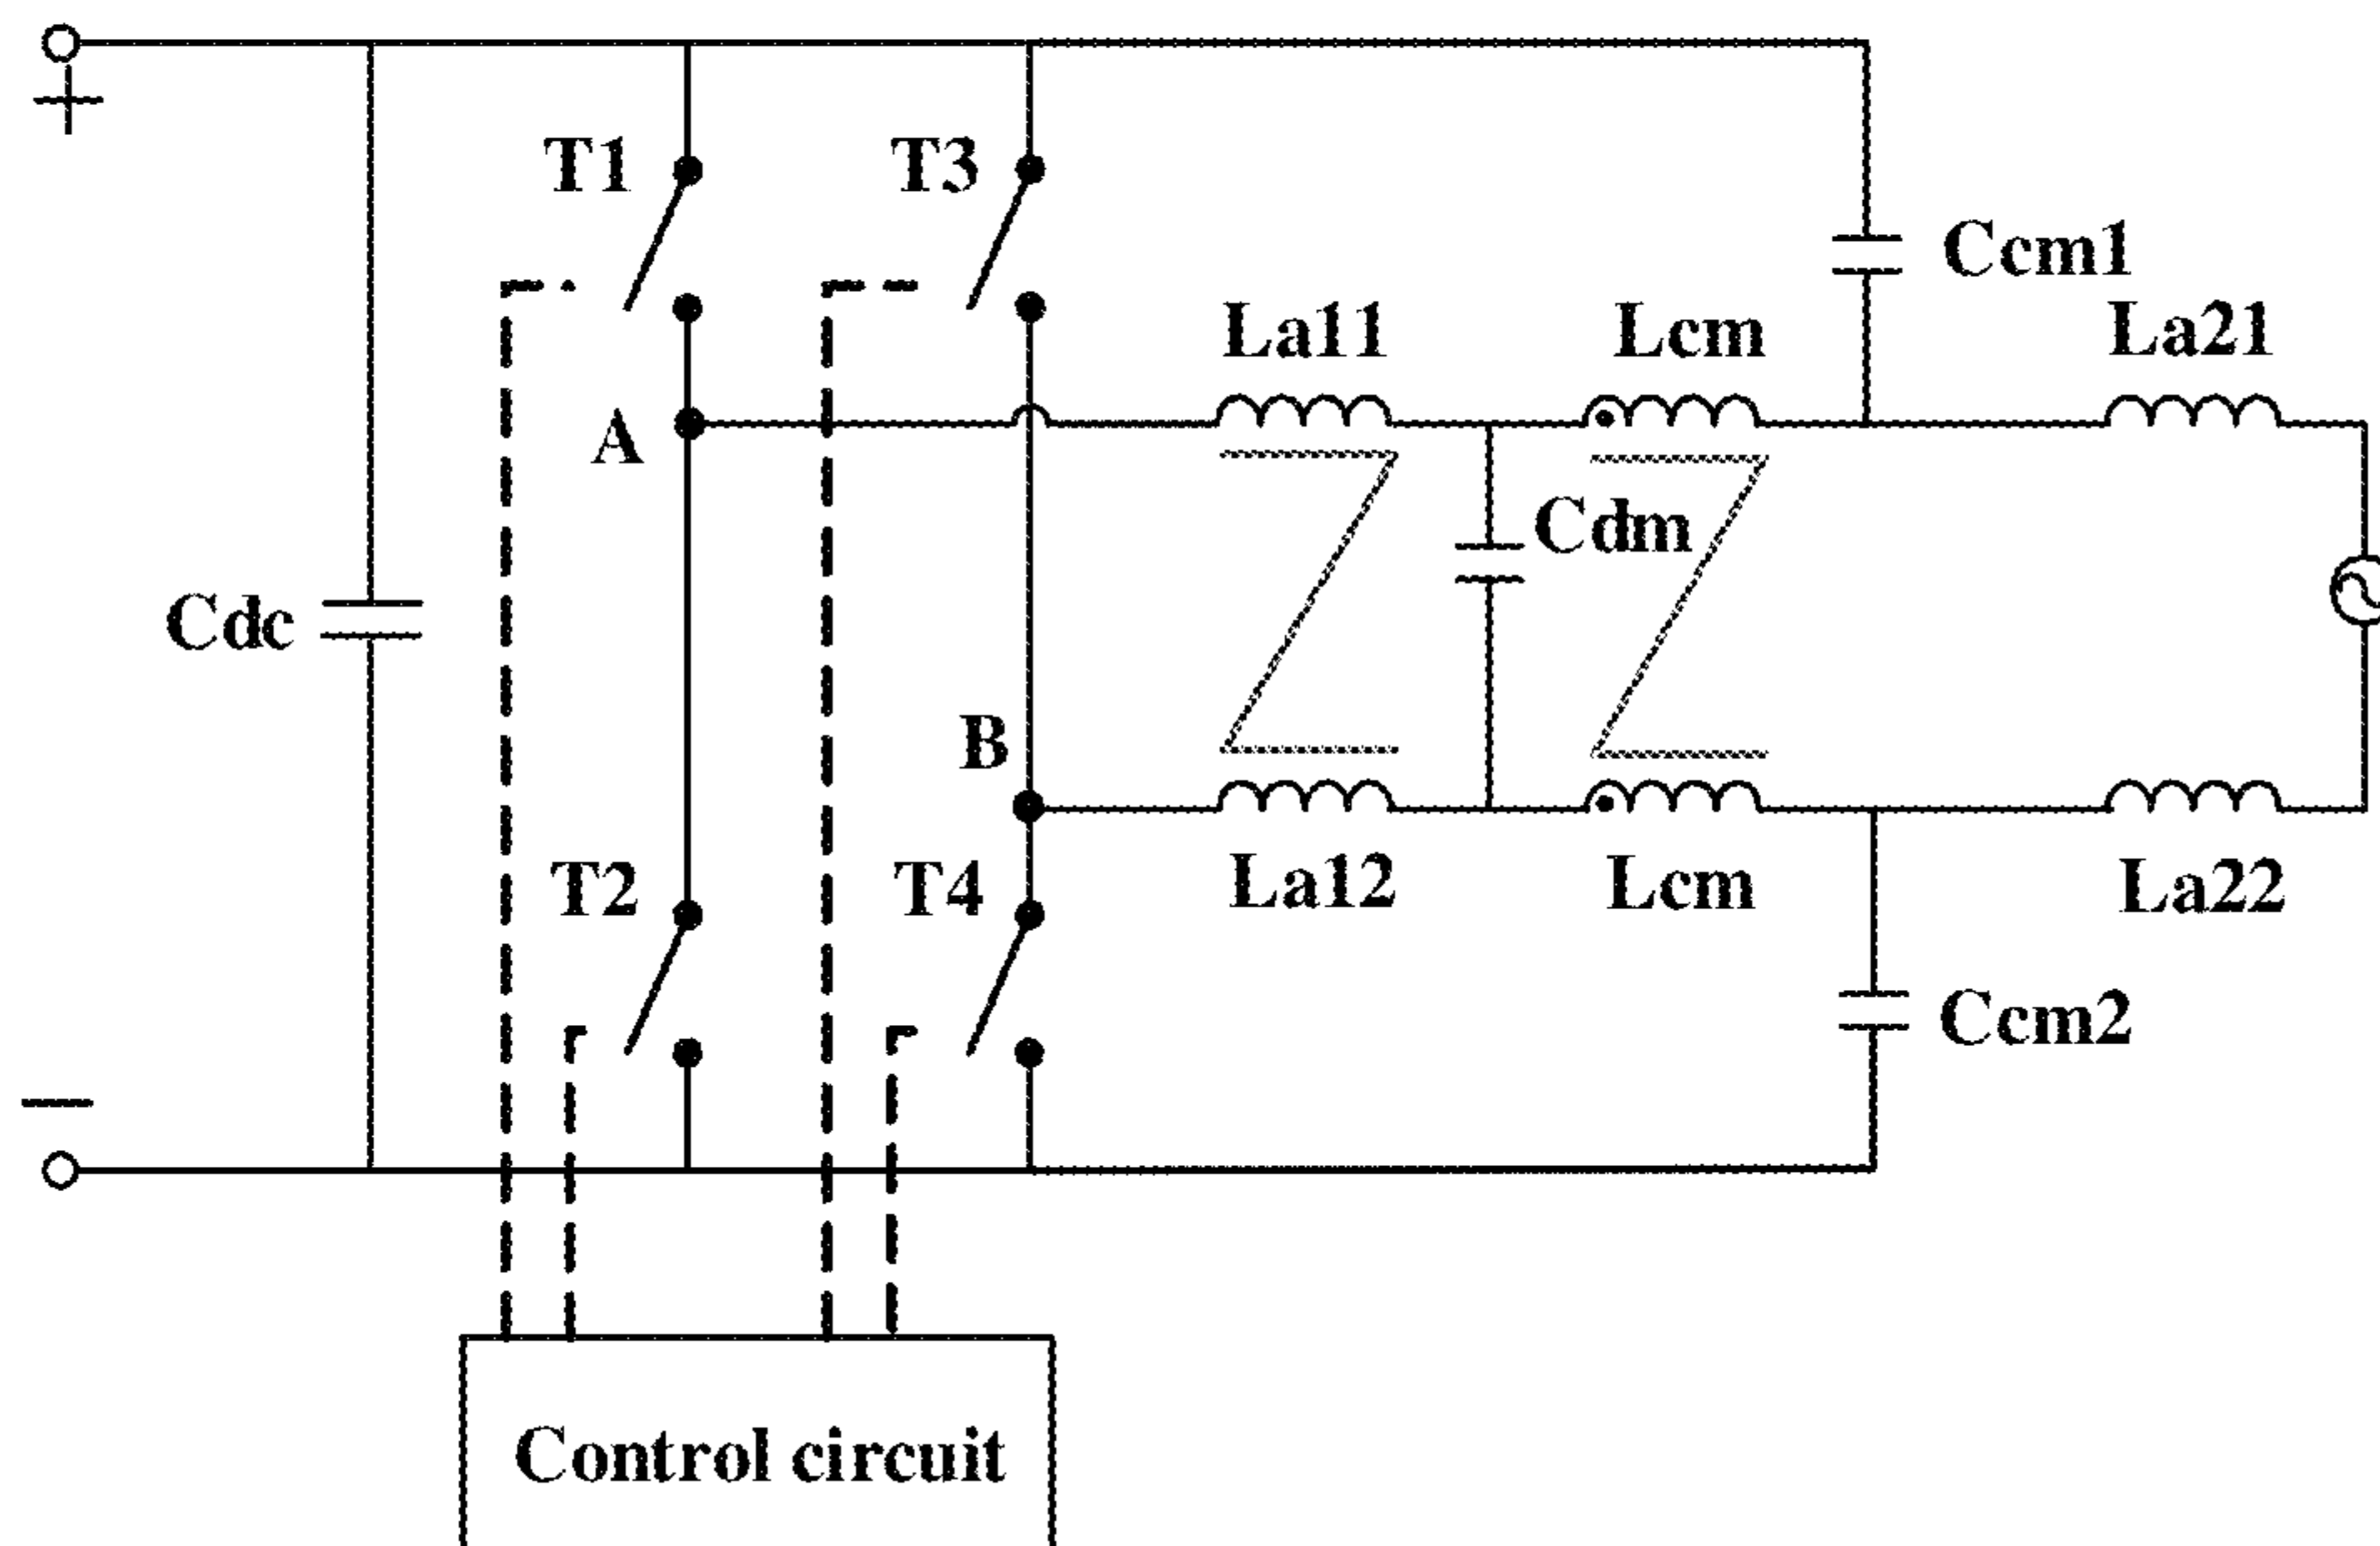 +
T1
T3
Ccm1
La11
Lcm
La21
A
Cdm
Cdc
B
T2
T4
La12
Lcm
La22
Ccm2
−
Control circuit